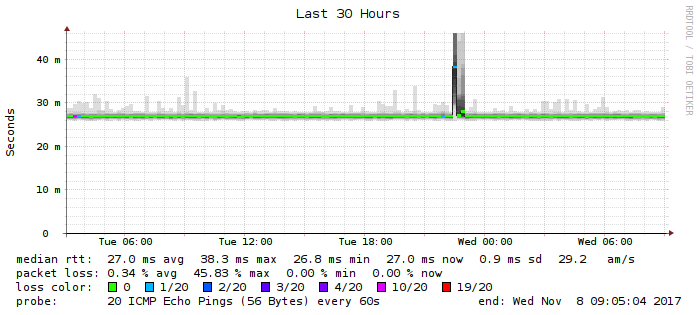 Last 30 Hours
RRDTOOL / TOBI OETIKER
Seconds
40 m
30 m
20 m
10 m
0
Tue 06:00 Tue 12:00 Tue 18:00 Wed 00:00 Wed 06:00
median rtt: 27.0 ms avg 38.3 ms max 26.8 ms min 27.0 ms now 0.9 ms sd 29.2 am/s
packet loss: 0.34 % avg 45.83 % max 0.00 % min 0.00 % now
loss color: 0 1/20 2/20 3/20 4/20 10/20 19/20
probe: 20 ICMP Echo Pings (56 Bytes) every 60s end: Wed Nov 8 09:05:04 2017